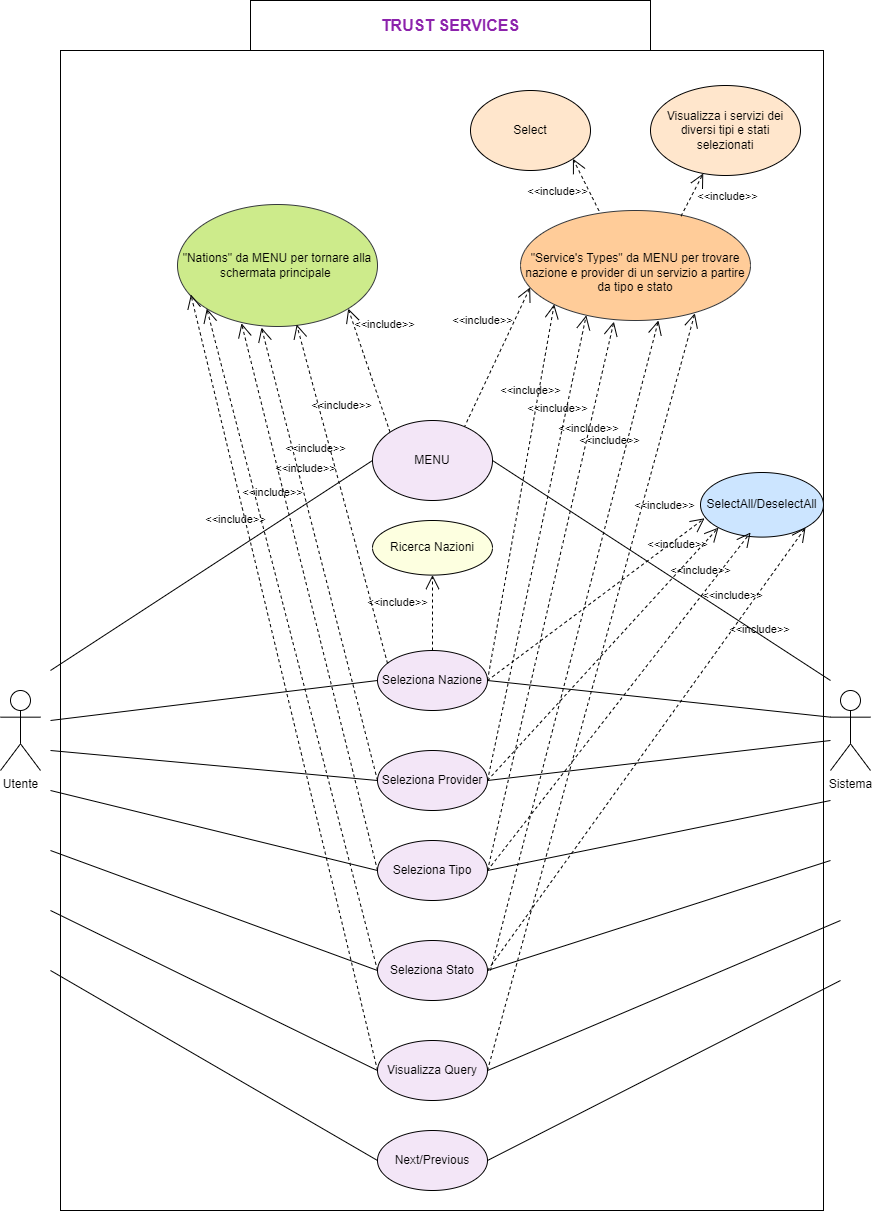 TRUST SERVICES
Select
Visualizza i servizi dei
diversi tipi e stati
selezionati
<<include>>
<<include>>
"Nations" da MENU per tornare alla
schermata principale
"Service's Types" da MENU per trovare
nazione e provider di un servizio a partire
da tipo e stato
<<include>>
<<include>>
<<include>>
<<include>>
<<include>>
<<include>>
<<include>>
<<include>>
MENU
<<include>>
<<include>>
<<include>>
<<include>>
SelectAll/DeselectAll
<<include>>
<<include>>
Ricerca Nazioni
<<include>>
<<include>>
<<include>>
<<include>>
Seleziona Nazione
Seleziona Provider
Utente
Sistema
Seleziona Tipo
Seleziona Stato
Visualizza Query
Next/Previous